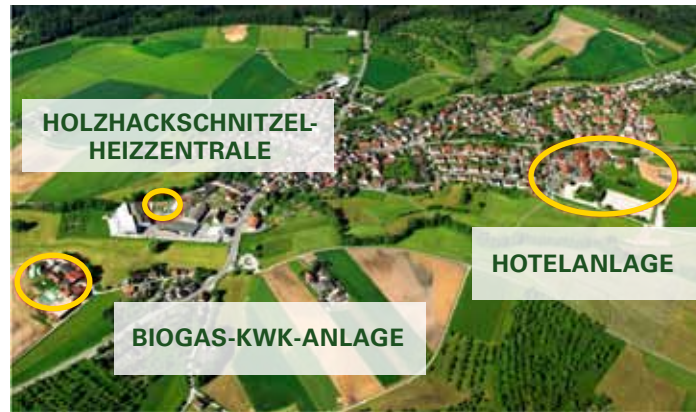 HOLZHACKSCHNITZEL-
HEIZZENTRALE
HOTELANLAGE
BIOGAS-KWK-ANLAGE